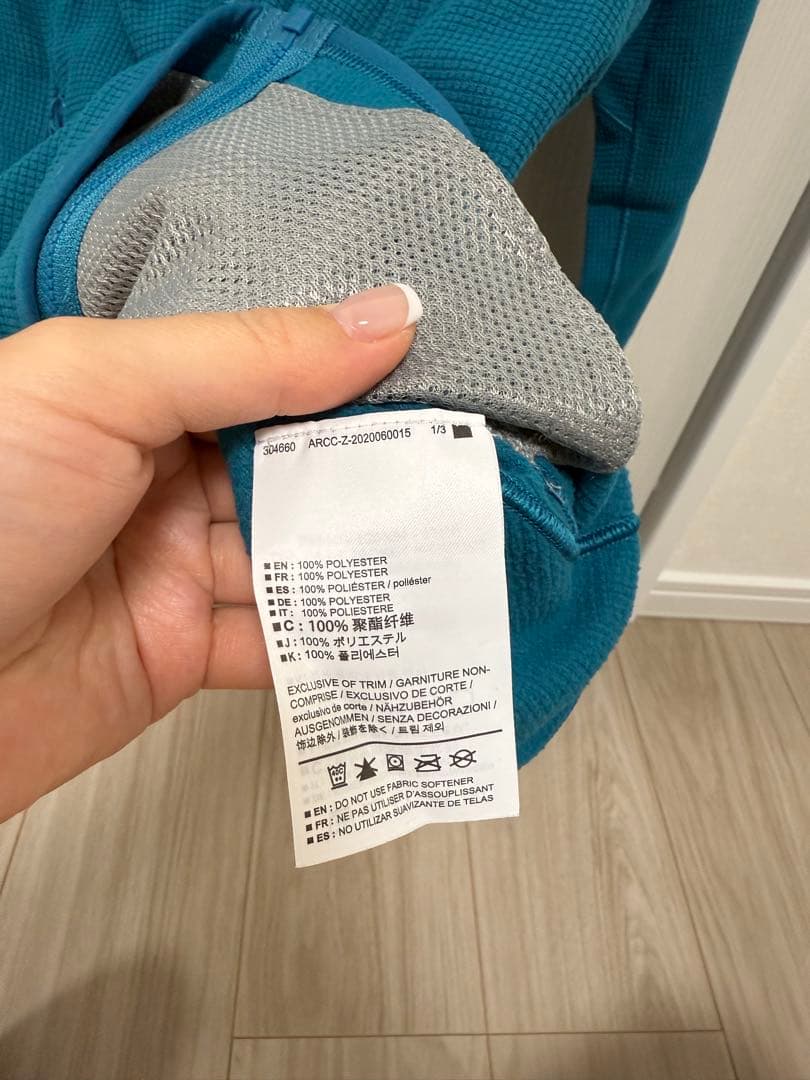 304660 ARCC-Z-2020060015 1/3
EN: 100% POLYESTER
FR: 100% POLYESTER
ES: 100% POLIÉSTER / poliéster
DE: 100% POLYESTER
IT: 100% POLIESTERE
C: 100% 聚酯纤维
J: 100% ポリエステル
K: 100% 폴리에스터
EXCLUSIVE OF TRIM / GARNITURE NON-
COMPRISE / EXCLUSIVO DE CORTE /
exclusivo de corte / NÄHZUBEHÖR
AUSGENOMMEN / SENZA DECORAZIONI /
饰边除外 / 装飾を除く / 트림 제외
40C
EN: DO NOT USE FABRIC SOFTENER
FR: NE PAS UTILISER D'ASSOUPLISSANT
ES: NO UTILIZAR SUAVIZANTE DE TELAS